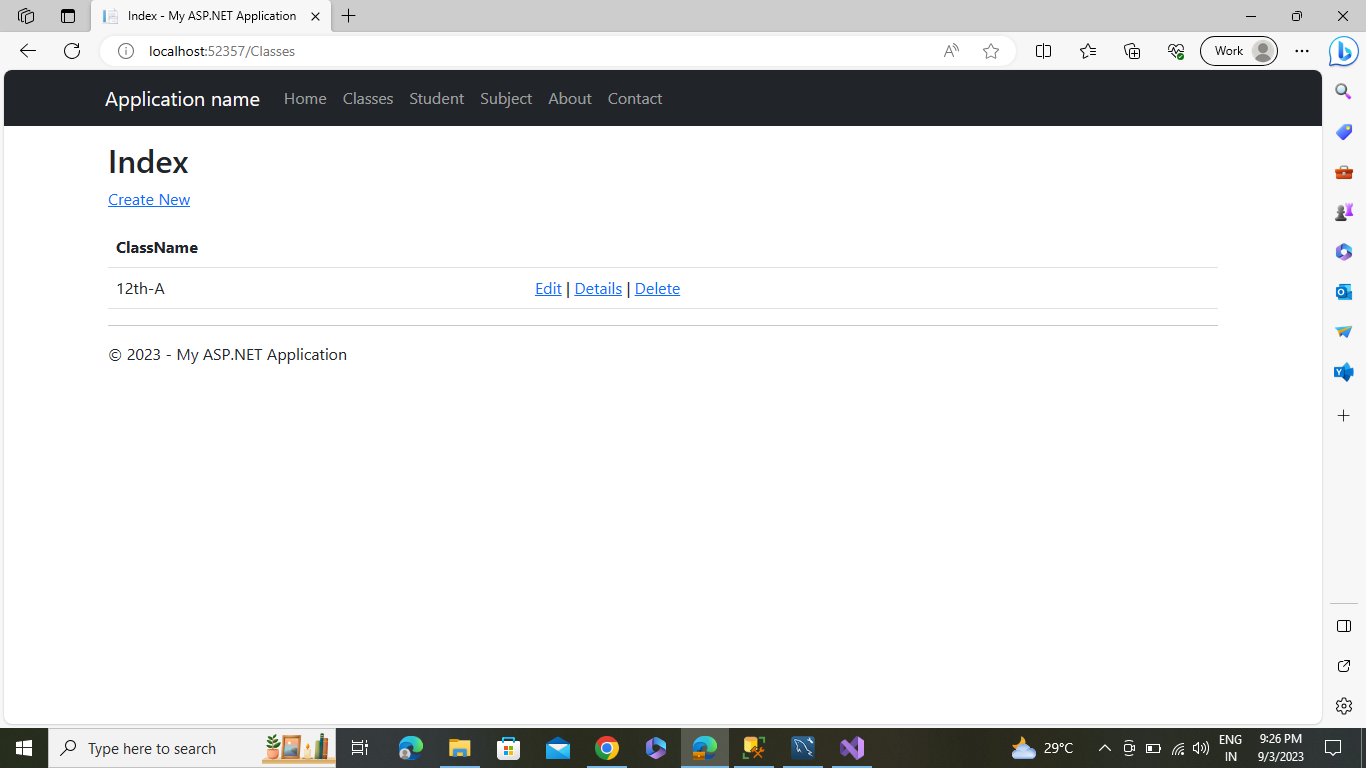 Index - My ASP.NET Application
localhost:52357/Classes
Work
Application name Home Classes Student Subject About Contact
Index
Create New
ClassName
12th-A Edit | Details | Delete
© 2023 - My ASP.NET Application
Type here to search
29°C
ENG
IN
9:26 PM
9/3/2023